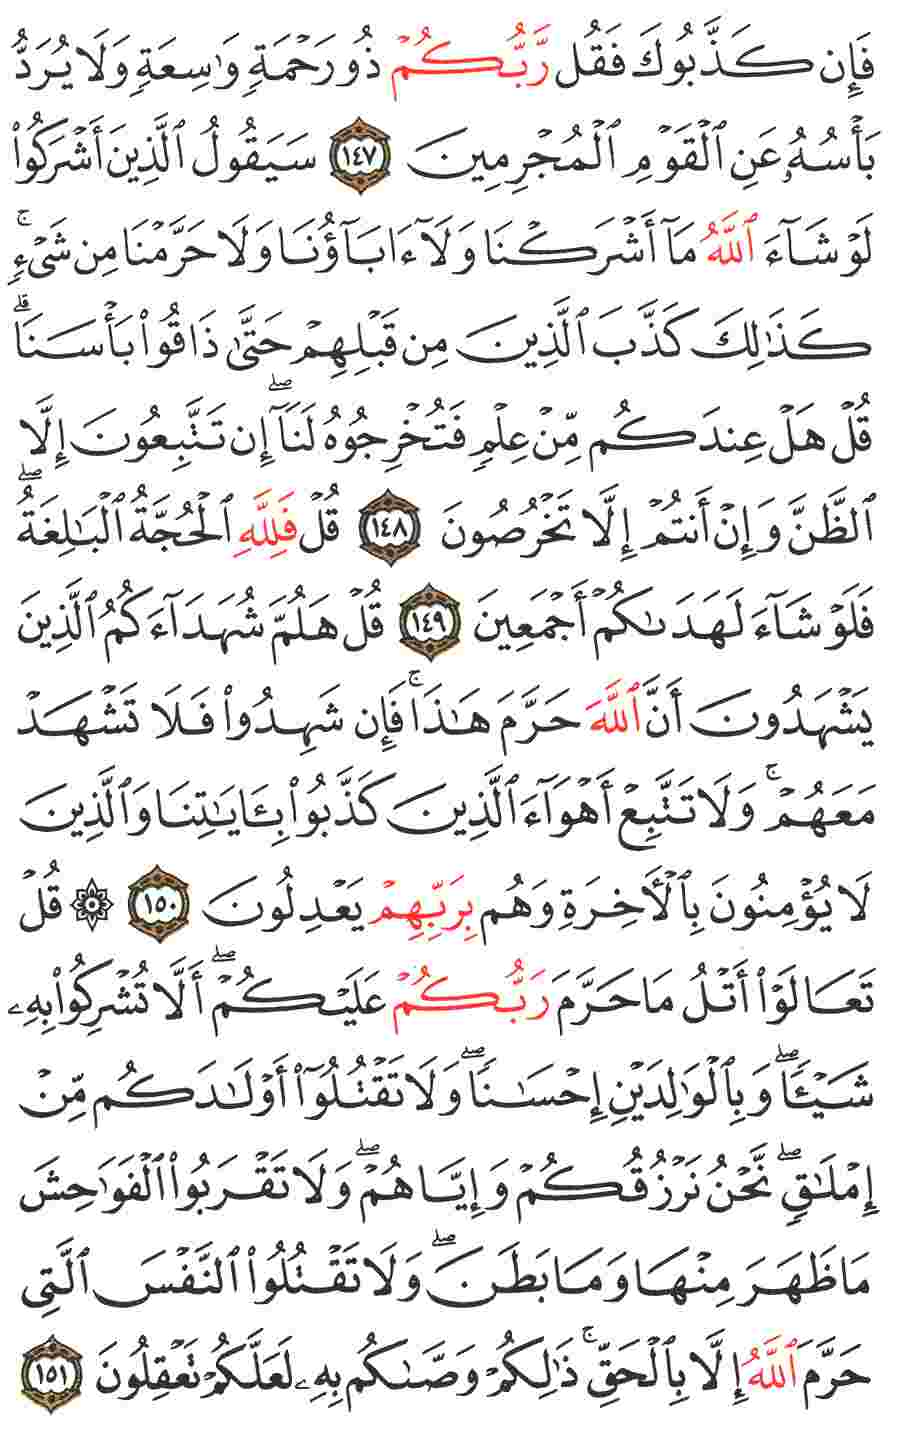 فَإِن كَذَّبُوكَ فَقُل رَّبُّكُمْ ذُو رَحْمَةٍ وَٰسِعَةٍ وَلَا يُرَدُّ
بَأْسُهُۥ عَنِ ٱلْقَوْمِ ٱلْمُجْرِمِينَ ١٤٧ سَيَقُولُ ٱلَّذِينَ أَشْرَكُوا۟
لَوْ شَآءَ ٱللَّهُ مَآ أَشْرَكْنَا وَلَآ ءَابَآؤُنَا وَلَا حَرَّمْنَا مِن شَىْءٍ ۚ
كَذَٰلِكَ كَذَّبَ ٱلَّذِينَ مِن قَبْلِهِمْ حَتَّىٰ ذَاقُوا۟ بَأْسَنَا ۗ
قُلْ هَلْ عِندَكُم مِّنْ عِلْمٍ فَتُخْرِجُوهُ لَنَآ ۖ إِن تَتَّبِعُونَ إِلَّا
ٱلظَّنَّ وَإِنْ أَنتُمْ إِلَّا تَخْرُصُونَ ١٤٨ قُلْ فَلِلَّهِ ٱلْحُجَّةُ ٱلْبَٰلِغَةُ ۖ
فَلَوْ شَآءَ لَهَدَىٰكُمْ أَجْمَعِينَ ١٤٩ قُلْ هَلُمَّ شُهَدَآءَكُمُ ٱلَّذِينَ
يَشْهَدُونَ أَنَّ ٱللَّهَ حَرَّمَ هَٰذَا ۖ فَإِن شَهِدُوا۟ فَلَا تَشْهَدْ
مَعَهُمْ ۚ وَلَا تَتَّبِعْ أَهْوَآءَ ٱلَّذِينَ كَذَّبُوا۟ بِـَٔايَٰتِنَا وَٱلَّذِينَ
لَا يُؤْمِنُونَ بِٱلْـَٔاخِرَةِ وَهُم بِرَبِّهِمْ يَعْدِلُونَ ١٥٠ ۞ قُلْ
تَعَالَوْا۟ أَتْلُ مَا حَرَّمَ رَبُّكُمْ عَلَيْكُمْ ۖ أَلَّا تُشْرِكُوا۟ بِهِۦ
شَيْـًٔا ۖ وَبِٱلْوَٰلِدَيْنِ إِحْسَٰنًا ۖ وَلَا تَقْتُلُوٓا۟ أَوْلَٰدَكُم مِّنْ
إِمْلَٰقٍ ۖ نَّحْنُ نَرْزُقُكُمْ وَإِيَّاهُمْ ۖ وَلَا تَقْرَبُوا۟ ٱلْفَوَٰحِشَ
مَا ظَهَرَ مِنْهَا وَمَا بَطَنَ ۖ وَلَا تَقْتُلُوا۟ ٱلنَّفْسَ ٱلَّتِى
حَرَّمَ ٱللَّهُ إِلَّا بِٱلْحَقِّ ۚ ذَٰلِكُمْ وَصَّىٰكُم بِهِۦ لَعَلَّكُمْ تَعْقِلُونَ ١٥١